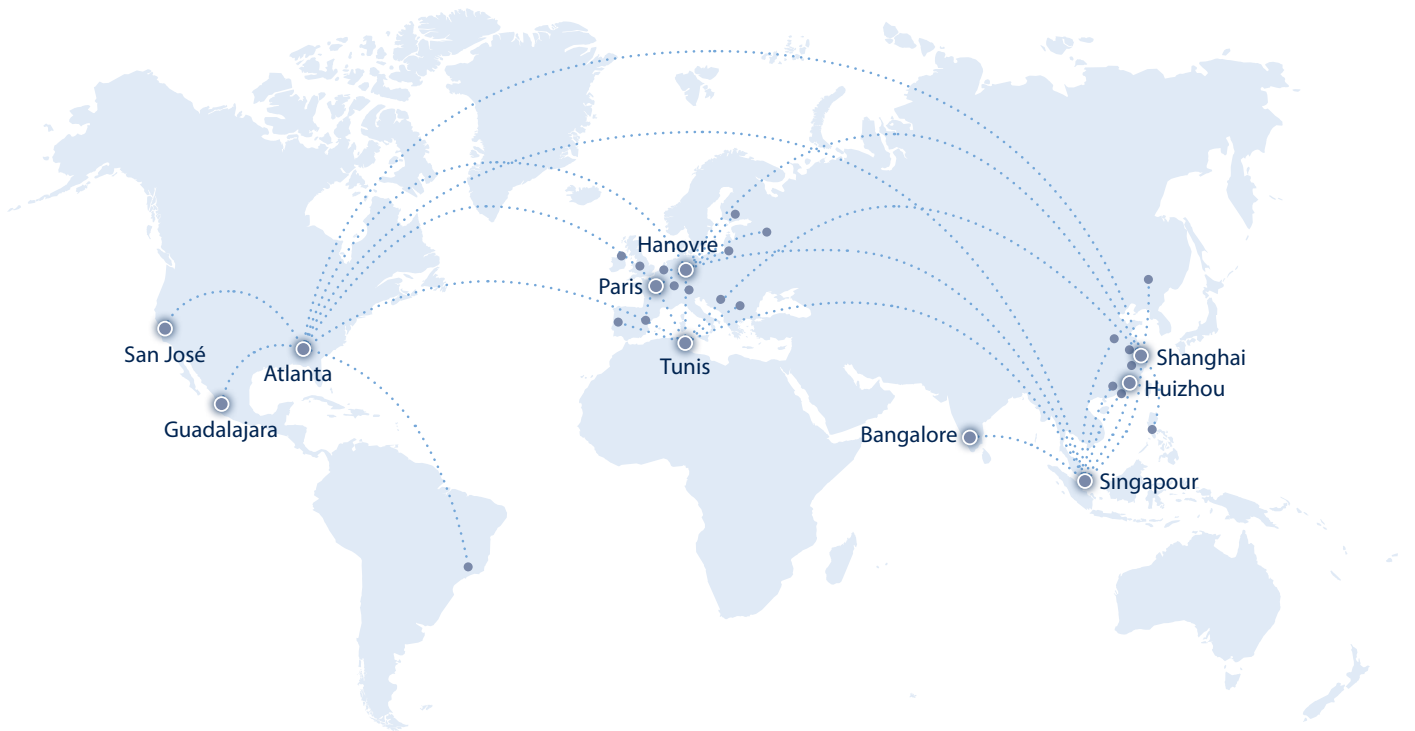 Hanovre
Paris
San José
Atlanta
Tunis
Shanghai
Huizhou
Guadalajara
Bangalore
Singapour